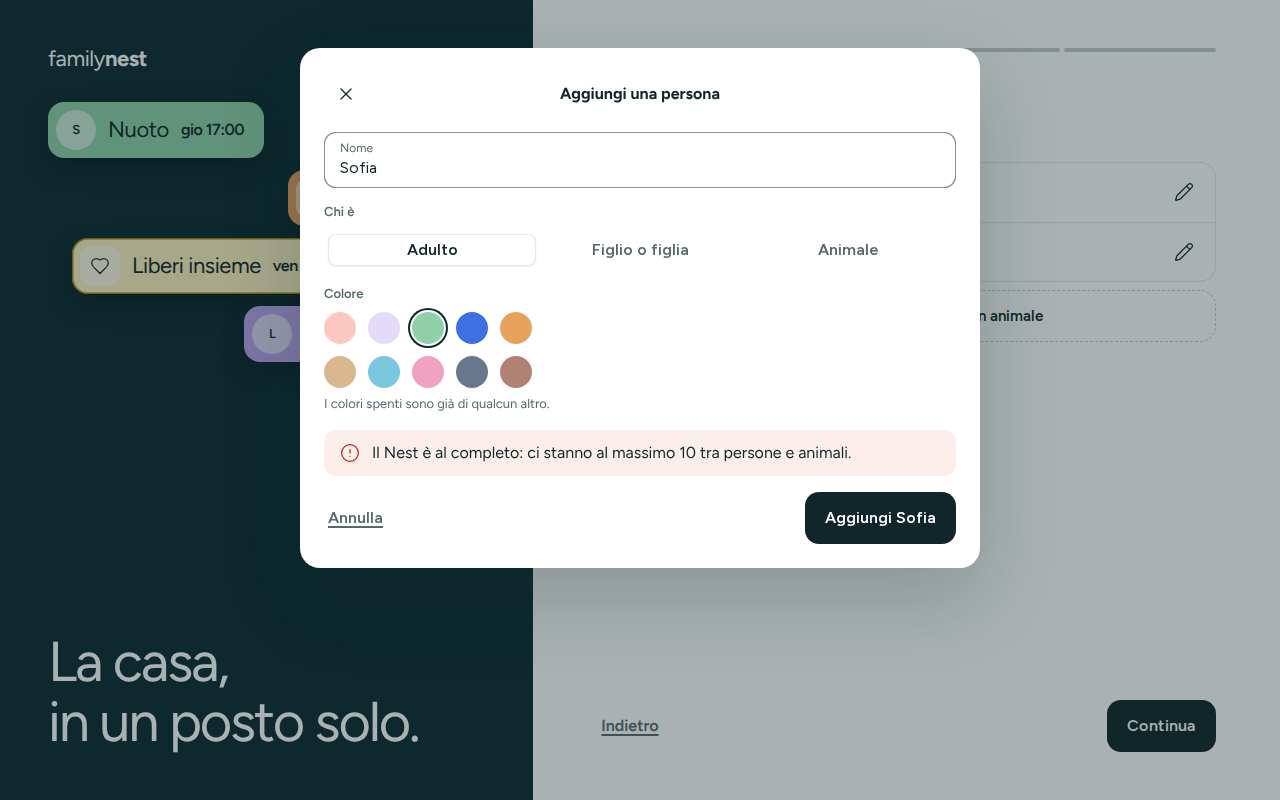 familynest
S Nuoto gio 17:00
Liberi insieme ven
L
La casa,
in un posto solo.
Aggiungi una persona
Nome
Sofia
Chi è
Adulto Figlio o figlia Animale
Colore
I colori spenti sono già di qualcun altro.
Il Nest è al completo: ci stanno al massimo 10 tra persone e animali.
Annulla Aggiungi Sofia
animale
Indietro Continua